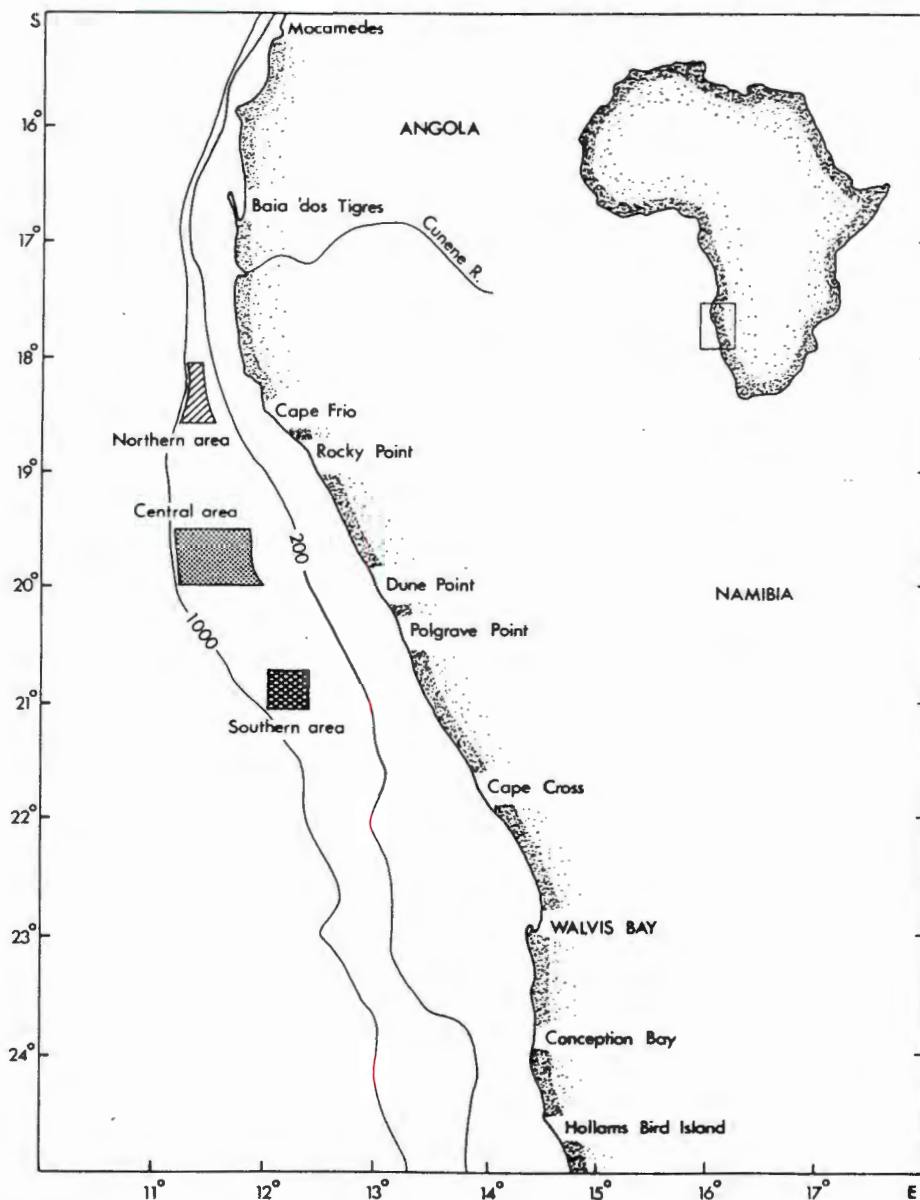 S
Mocamedes
16°
ANGOLA
Baia 'dos Tigres
17°
Cunene R.
18°
Cape Frio
Northern area
Rocky Point
19°
Central area
200
20°
Dune Point
NAMIBIA
1000
Polgrave Point
21°
Southern area
Cape Cross
22°
23°
WALVIS BAY
24°
Conception Bay
Hollams Bird Island
11°
12°
13°
14°
15°
16°
17°
E